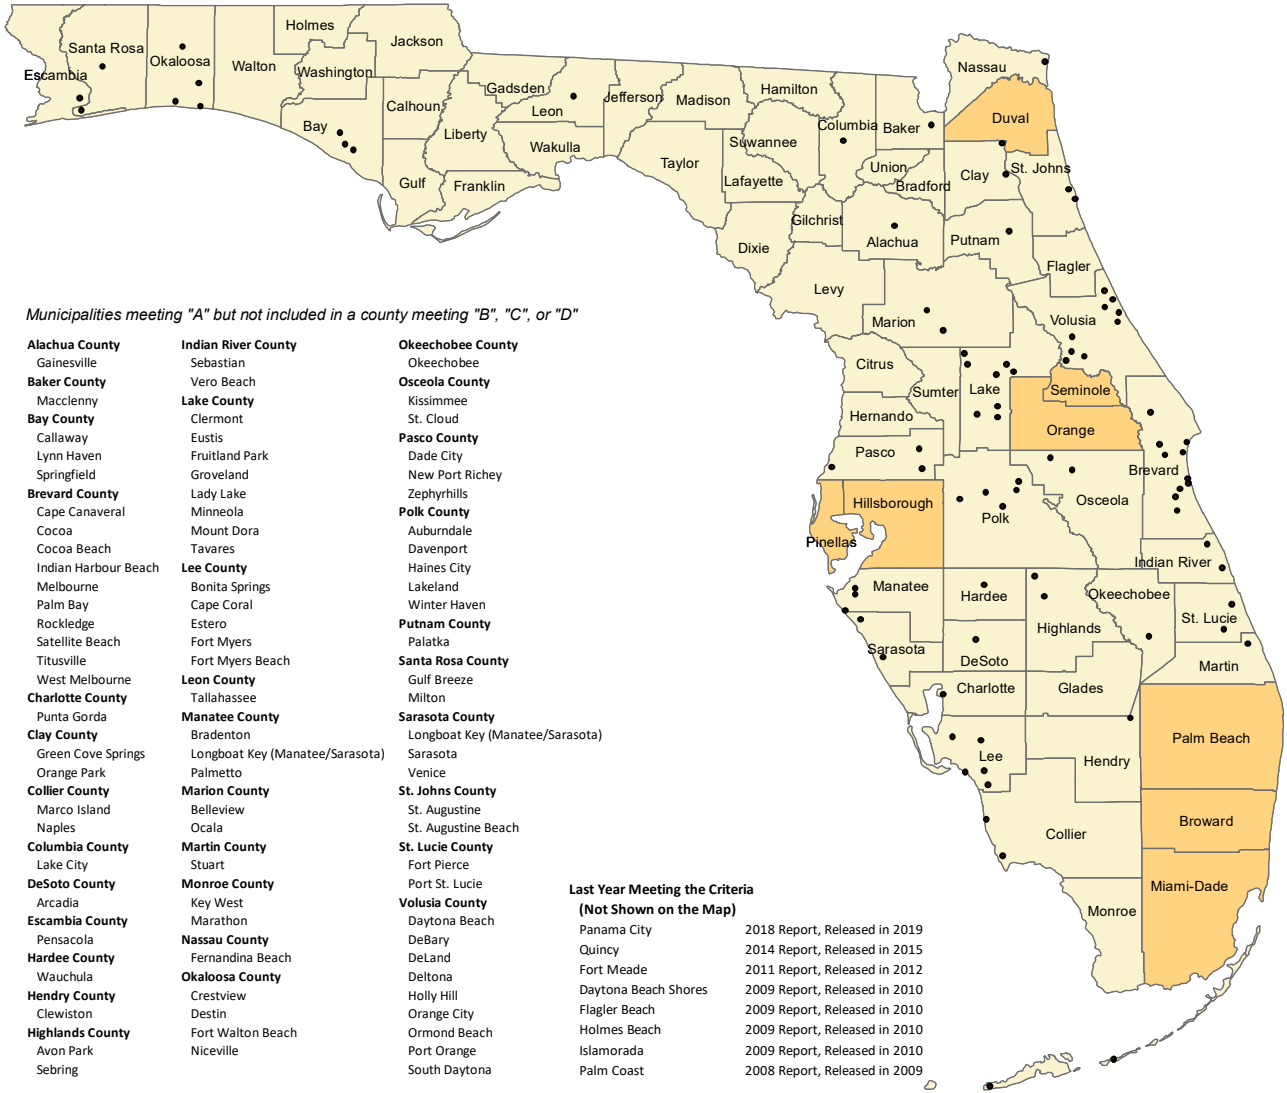 Holmes
Jackson
Santa Rosa
Okaloosa
Walton
Washington
Escambia
Nassau
Gadsden
Jefferson
Madison
Hamilton
Calhoun
Leon
Bay
Liberty
Wakulla
Suwannee
Columbia
Baker
Duval
Taylor
Lafayette
Union
Bradford
Clay
St. Johns
Gulf
Franklin
Gilchrist
Dixie
Alachua
Putnam
Flagler
Levy
Marion
Volusia
Citrus
Sumter
Lake
Seminole
Hernando
Orange
Pasco
Brevard
Hillsborough
Osceola
Polk
Pinellas
Indian River
Manatee
Hardee
Okeechobee
St. Lucie
Highlands
Sarasota
DeSoto
Martin
Charlotte
Glades
Palm Beach
Lee
Hendry
Broward
Collier
Miami-Dade
Monroe
Municipalities meeting "A" but not included in a county meeting "B", "C", or "D"
Alachua County
Gainesville
Baker County
Macclenny
Bay County
Callaway
Lynn Haven
Springfield
Brevard County
Cape Canaveral
Cocoa
Cocoa Beach
Indian Harbour Beach
Melbourne
Palm Bay
Rockledge
Satellite Beach
Titusville
West Melbourne
Charlotte County
Punta Gorda
Clay County
Green Cove Springs
Orange Park
Collier County
Marco Island
Naples
Columbia County
Lake City
DeSoto County
Arcadia
Escambia County
Pensacola
Hardee County
Wauchula
Hendry County
Clewiston
Highlands County
Avon Park
Sebring
Indian River County
Sebastian
Vero Beach
Lake County
Clermont
Eustis
Fruitland Park
Groveland
Lady Lake
Minneola
Mount Dora
Tavares
Lee County
Bonita Springs
Cape Coral
Estero
Fort Myers
Fort Myers Beach
Leon County
Tallahassee
Manatee County
Bradenton
Longboat Key (Manatee/Sarasota)
Palmetto
Marion County
Belleview
Ocala
Martin County
Stuart
Monroe County
Key West
Marathon
Nassau County
Fernandina Beach
Okaloosa County
Crestview
Destin
Fort Walton Beach
Niceville
Okeechobee County
Okeechobee
Osceola County
Kissimmee
St. Cloud
Pasco County
Dade City
New Port Richey
Zephyrhills
Polk County
Auburndale
Davenport
Haines City
Lakeland
Winter Haven
Putnam County
Palatka
Santa Rosa County
Gulf Breeze
Milton
Sarasota County
Longboat Key (Manatee/Sarasota)
Sarasota
Venice
St. Johns County
St. Augustine
St. Augustine Beach
St. Lucie County
Fort Pierce
Port St. Lucie
Volusia County
Daytona Beach
DeBary
DeLand
Deltona
Holly Hill
Orange City
Ormond Beach
Port Orange
South Daytona
Last Year Meeting the Criteria
(Not Shown on the Map)
Panama City 2018 Report, Released in 2019
Quincy 2014 Report, Released in 2015
Fort Meade 2011 Report, Released in 2012
Daytona Beach Shores 2009 Report, Released in 2010
Flagler Beach 2009 Report, Released in 2010
Holmes Beach 2009 Report, Released in 2010
Islamorada 2009 Report, Released in 2010
Palm Coast 2008 Report, Released in 2009